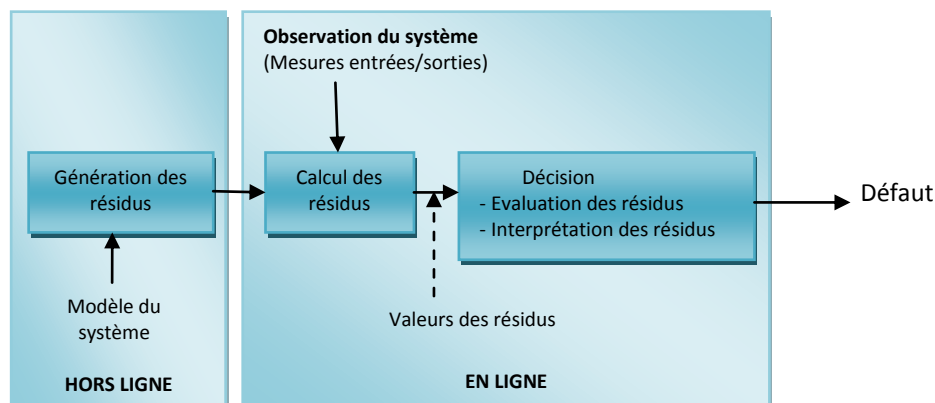 Observation du système
(Mesures entrées/sorties)
Génération des
résidus
Calcul des
résidus
Décision
- Evaluation des résidus
- Interprétation des résidus
Défaut
Modèle du
système
Valeurs des résidus
HORS LIGNE
EN LIGNE